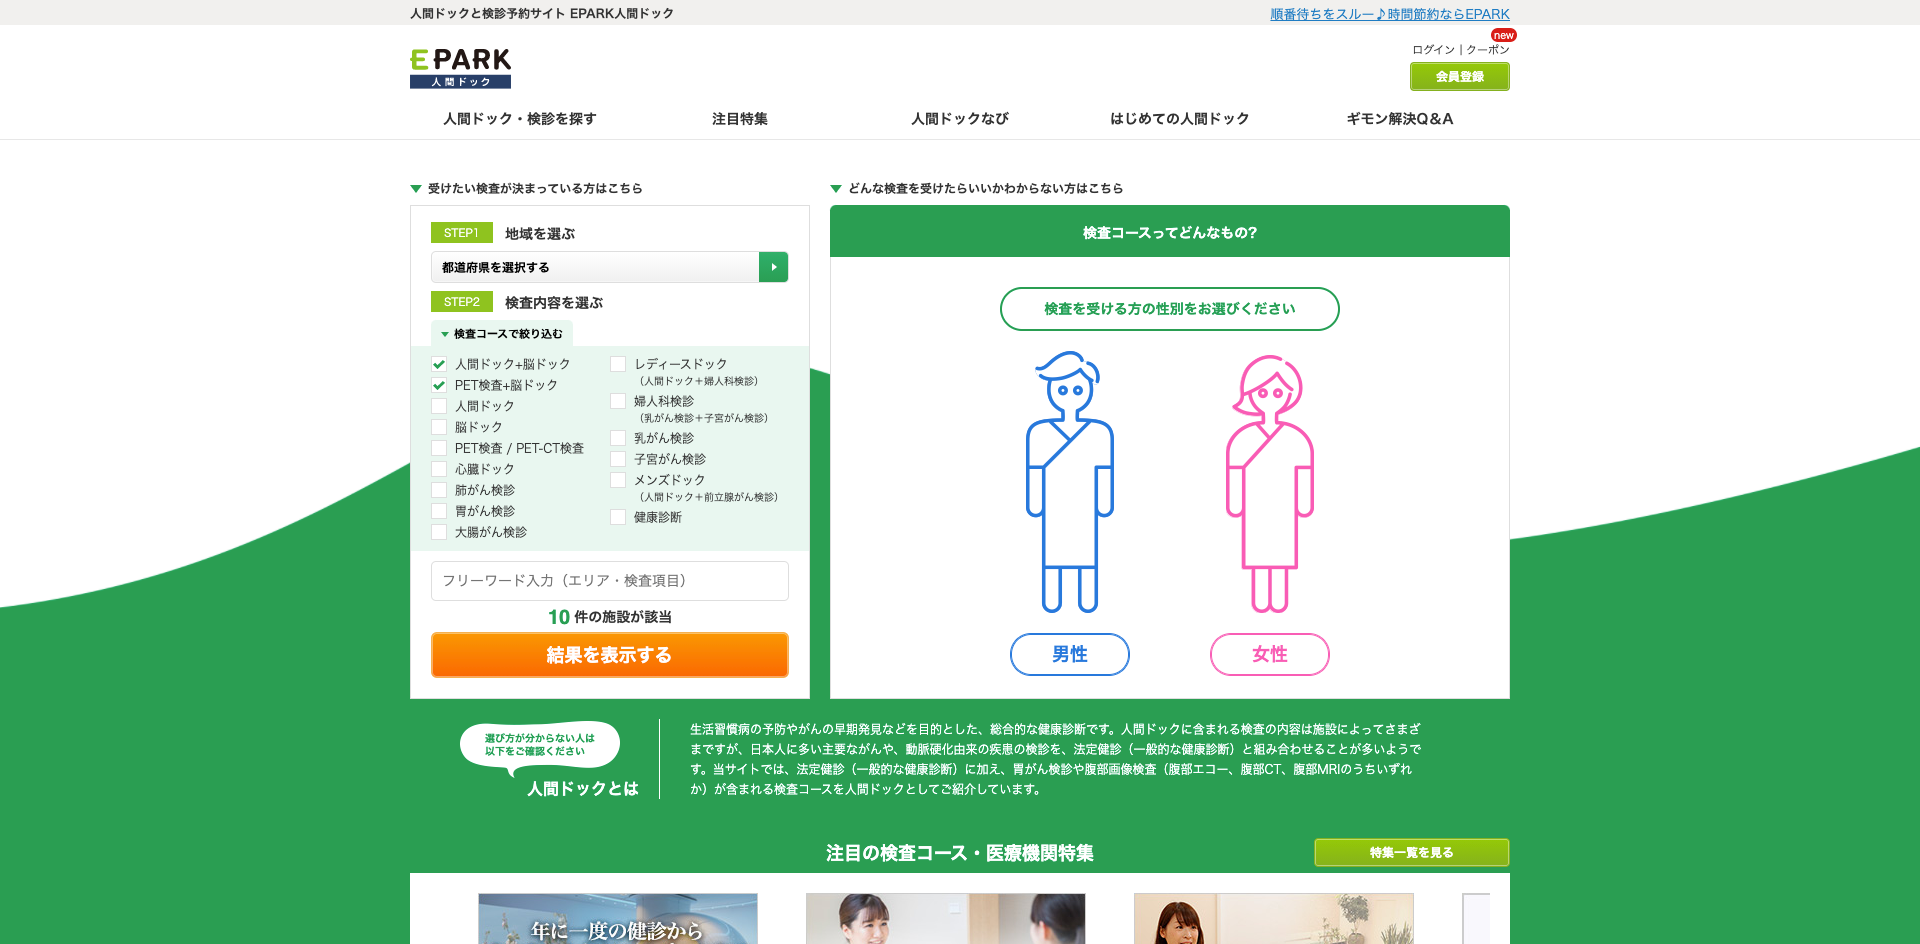 人間ドックと検診予約サイト EPARK人間ドック
順番待ちをスルー♪時間節約ならEPARK
EPARK
人間ドック
new
ログイン | クーポン
会員登録
人間ドック・検診を探す
注目特集
人間ドックなび
はじめての人間ドック
ギモン解決Q&A
受けたい検査が決まっている方はこちら
STEP1 地域を選ぶ
都道府県を選択する
STEP2 検査内容を選ぶ
検査コースで絞り込む
人間ドック+脳ドック
PET検査+脳ドック
人間ドック
脳ドック
PET検査 / PET-CT検査
心臓ドック
肺がん検診
胃がん検診
大腸がん検診
レディースドック
（人間ドック＋婦人科検診）
婦人科検診
（乳がん検診＋子宮がん検診）
乳がん検診
子宮がん検診
メンズドック
（人間ドック＋前立腺がん検診）
健康診断
フリーワード入力（エリア・検査項目）
10 件の施設が該当
結果を表示する
どんな検査を受けたらいいかわからない方はこちら
検査コースってどんなもの?
検査を受ける方の性別をお選びください
男性
女性
選び方が分からない人は
以下をご確認ください
人間ドックとは
生活習慣病の予防やがんの早期発見などを目的とした、総合的な健康診断です。人間ドックに含まれる検査の内容は施設によってさまざ
まですが、日本人に多い主要ながんや、動脈硬化由来の疾患の検診を、法定健診（一般的な健康診断）と組み合わせることが多いようで
す。当サイトでは、法定健診（一般的な健康診断）に加え、胃がん検診や腹部画像検査（腹部エコー、腹部CT、腹部MRIのうちいずれ
か）が含まれる検査コースを人間ドックとしてご紹介しています。
注目の検査コース・医療機関特集
特集一覧を見る
年に一度の健診から